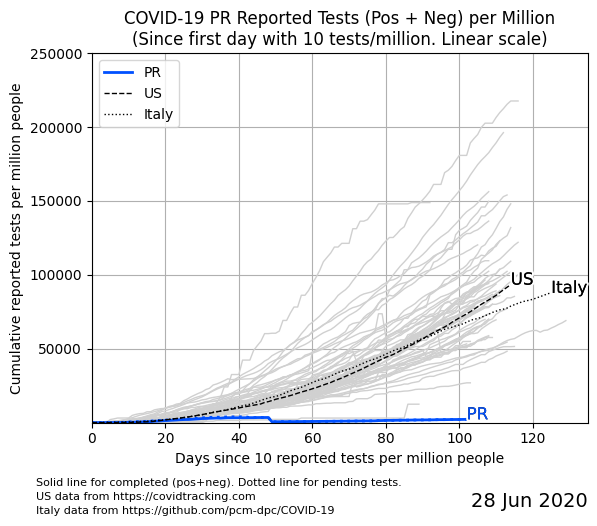 COVID-19 PR Reported Tests (Pos + Neg) per Million
(Since first day with 10 tests/million. Linear scale)
250000
200000
150000
100000
50000
Cumulative reported tests per million people
PR
US
Italy
US
Italy
PR
0 20 40 60 80 100 120
Days since 10 reported tests per million people
Solid line for completed (pos+neg). Dotted line for pending tests.
US data from https://covidtracking.com
Italy data from https://github.com/pcm-dpc/COVID-19
28 Jun 2020